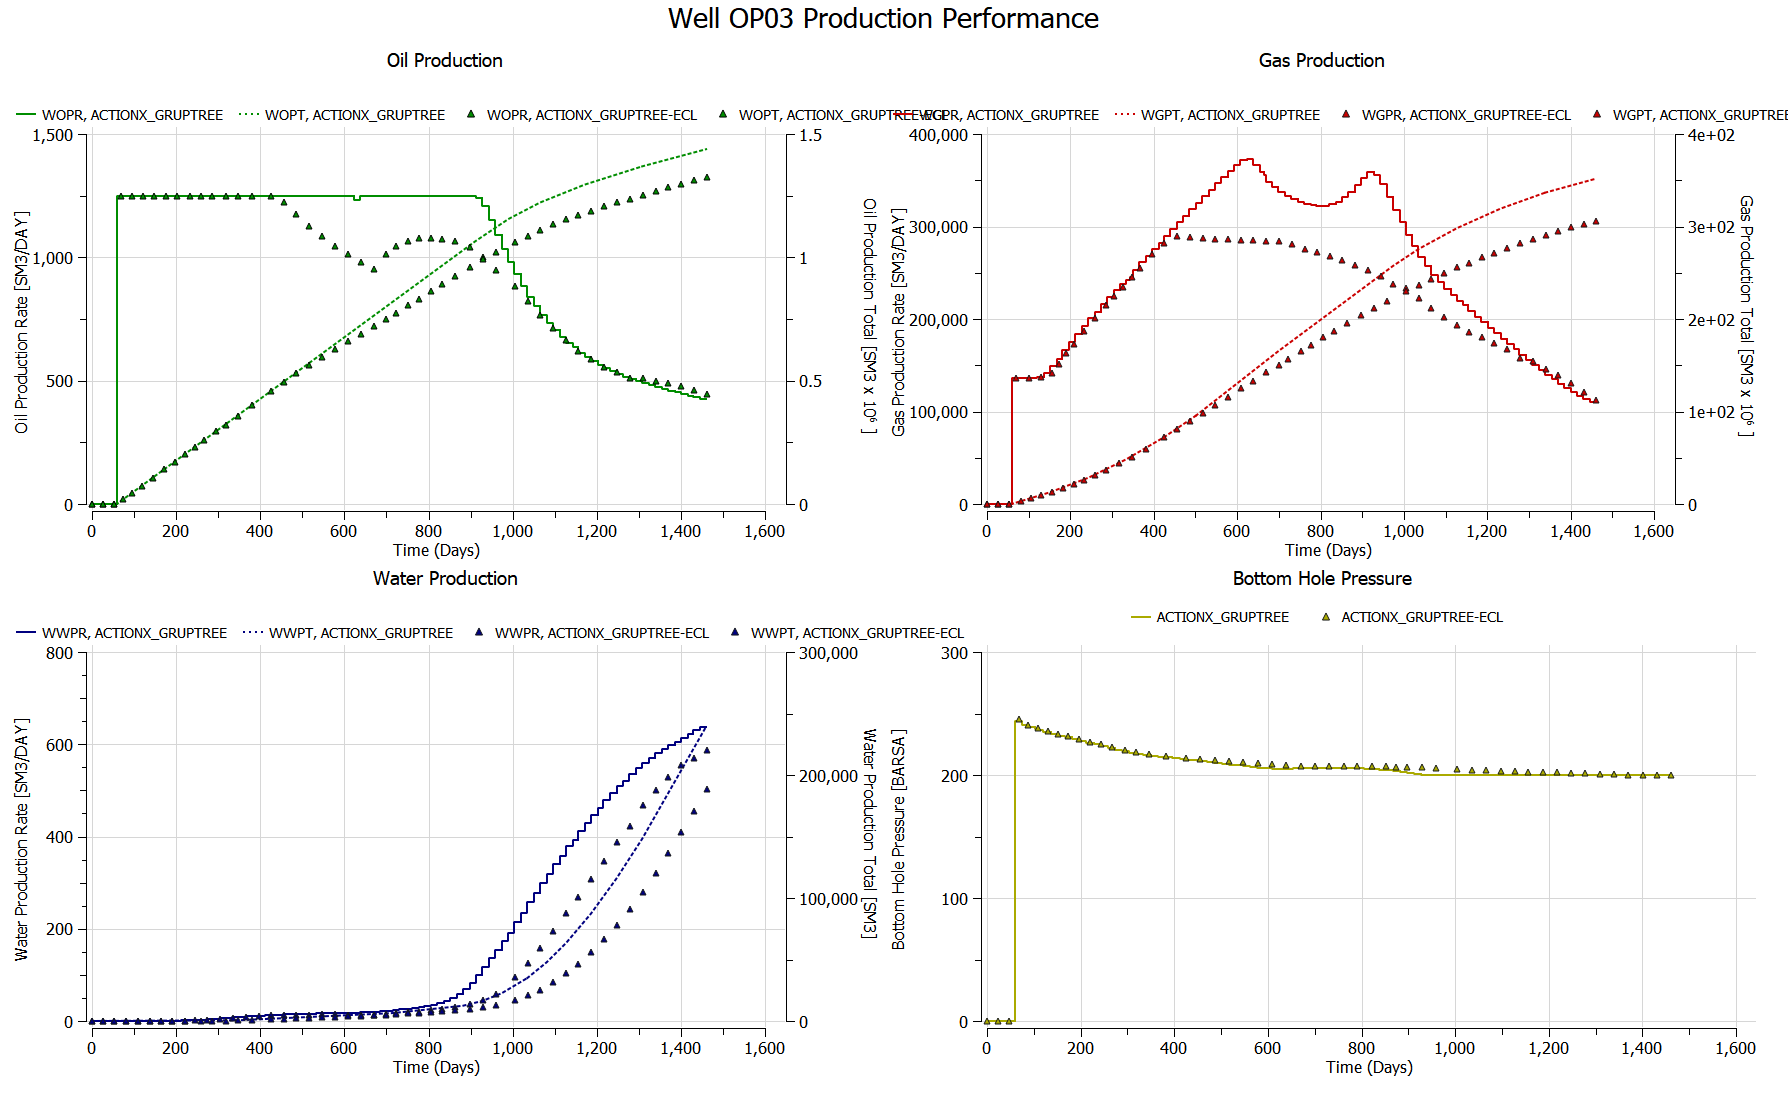 Well OP03 Production Performance
Oil Production
WOPR, ACTIONX_GRUPTREE WOPT, ACTIONX_GRUPTREE WOPR, ACTIONX_GRUPTREE-ECL WOPT, ACTIONX_GRUPTREE-ECL
1,500
1,000
500
0
Oil Production Rate [SM3/DAY]
1.5
1
0.5
0
Oil Production Total [SM3 x 10⁶ ]
0 200 400 600 800 1,000 1,200 1,400 1,600
Time (Days)
Gas Production
WGPR, ACTIONX_GRUPTREE WGPT, ACTIONX_GRUPTREE WGPR, ACTIONX_GRUPTREE-ECL WGPT, ACTIONX_GRUPTREE
400,000
300,000
200,000
100,000
0
Gas Production Rate [SM3/DAY]
4e+02
3e+02
2e+02
1e+02
0
Gas Production Total [SM3 x 10⁶ ]
0 200 400 600 800 1,000 1,200 1,400 1,600
Time (Days)
Water Production
WWPR, ACTIONX_GRUPTREE WWPT, ACTIONX_GRUPTREE WWPR, ACTIONX_GRUPTREE-ECL WWPT, ACTIONX_GRUPTREE-ECL
800
600
400
200
0
Water Production Rate [SM3/DAY]
300,000
200,000
100,000
0
Water Production Total [SM3]
0 200 400 600 800 1,000 1,200 1,400 1,600
Time (Days)
Bottom Hole Pressure
ACTIONX_GRUPTREE ACTIONX_GRUPTREE-ECL
300
200
100
0
Bottom Hole Pressure [BARSA]
0 200 400 600 800 1,000 1,200 1,400 1,600
Time (Days)